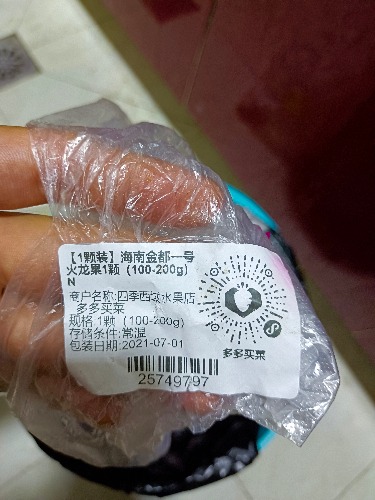 【1颗装】海南金都一号
火龙果1颗（100-200g）
N
商户名称:四季西域水果店
多多买菜
规格:1颗（100-200g）
存储条件:常温
包装日期:2021-07-01
25749797
多多买菜